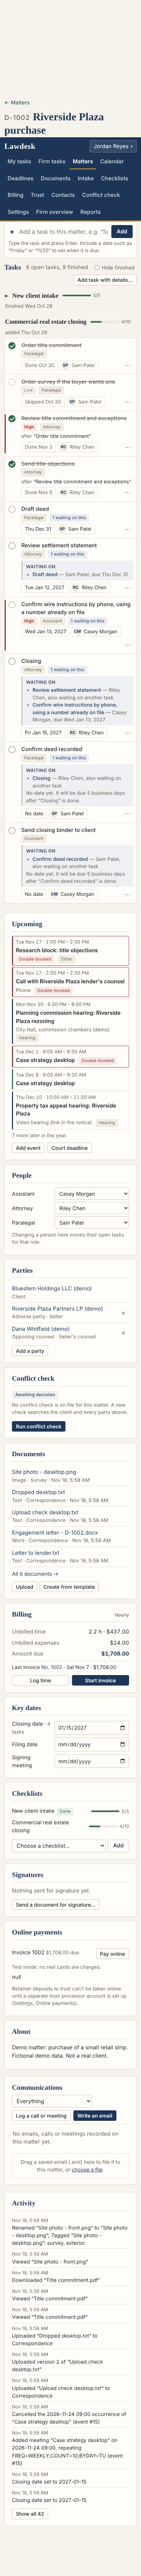 ← Matters
D-1002 Riverside Plaza
purchase
Lawdesk
Jordan Reyes
My tasks Firm tasks Matters Calendar
Deadlines Documents Intake Checklists
Billing Trust Contacts Conflict check
Settings Firm overview Reports
Add a task to this matter, e.g. "S
Add
Type the task and press Enter. Include a date such as
"Friday" or "11/20" to set when it is due.
Tasks 6 open tasks, 9 finished Hide finished
Add task with details...
New client intake 5/5
finished Wed Oct 28
Commercial real estate closing 4/10
added Thu Oct 29
Order title commitment
Paralegal
Done Oct 30 SP Sam Patel
Order survey if the buyer wants one
Low Paralegal
Skipped Oct 30 SP Sam Patel
Review title commitment and exceptions
High Attorney
after "Order title commitment"
Done Nov 3 RC Riley Chen
Send title objections
Attorney
after "Review title commitment and exceptions"
Done Nov 5 RC Riley Chen
Draft deed
Paralegal 1 waiting on this
Thu Dec 31 SP Sam Patel
Review settlement statement
Attorney 1 waiting on this
WAITING ON
Draft deed — Sam Patel, due Thu Dec 31
Tue Jan 12, 2027 RC Riley Chen
Confirm wire instructions by phone, using
a number already on file
High Assistant 1 waiting on this
Wed Jan 13, 2027 CM Casey Morgan
Closing
Attorney 1 waiting on this
WAITING ON
Review settlement statement — Riley
Chen, also waiting on another
task
Confirm wire instructions by phone,
using a number already on file — Casey
Morgan, due Wed Jan 13, 2027
Fri Jan 15, 2027 RC Riley Chen
Confirm deed recorded
Paralegal 1 waiting on this
WAITING ON
Closing — Riley Chen, also waiting on
another task
No date yet. It will be due 5 business days
after "Closing" is done.
No date SP Sam Patel
Send closing binder to client
Assistant
WAITING ON
Confirm deed recorded — Sam Patel,
also waiting on another task
No date yet. It will be due 5 business days
after "Confirm deed recorded" is done.
No date CM Casey Morgan
Upcoming
Tue Nov 17 · 1:00 PM – 2:30 PM
Research block: title objections
Double-booked Other
Tue Nov 17 · 2:00 PM – 2:30 PM
Call with Riverside Plaza lender's counsel
Phone Double-booked
Mon Nov 30 · 6:30 PM – 8:00 PM
Planning commission hearing: Riverside
Plaza rezoning
City Hall, commission chambers (demo)
Hearing
Tue Dec 1 · 9:00 AM – 9:30 AM
Case strategy desktop Double-booked
Tue Dec 8 · 9:00 AM – 9:30 AM
Case strategy desktop
Thu Dec 10 · 10:00 AM – 11:30 AM
Property tax appeal hearing: Riverside
Plaza
Video hearing (link in the notice) Hearing
7 more later in the year.
Add event Court deadline
People
Assistant Casey Morgan
Attorney Riley Chen
Paralegal Sam Patel
Changing a person here moves their open tasks
for that role.
Parties
Bluestem Holdings LLC (demo)
Client
Riverside Plaza Partners LP (demo)
Adverse party · Seller
Dana Whitfield (demo)
Opposing counsel · Seller's counsel
Add a party
Conflict check
Awaiting decision
No conflict check is on file for this matter. A new
check searches the client and every party above.
Run conflict check
Documents
Site photo - desktop.png
Image · Survey · Nov 18, 5:58 AM
Dropped desktop.txt
Text · Correspondence · Nov 18, 5:58 AM
Upload check desktop.txt
Text · Correspondence · Nov 18, 5:58 AM
Engagement letter - D-1002.docx
Word · Correspondence · Nov 18, 5:58 AM
Letter to lender.txt
Text · Correspondence · Nov 18, 5:58 AM
All 6 documents →
Upload Create from template
Billing Hourly
Unbilled time 2.2 h · $437.00
Unbilled expenses $24.00
Amount due $1,708.00
Last invoice No. 1002 · Sat Nov 7 · $1,708.00
Log time Start invoice
Key dates
Closing date · 4
tasks
01/15/2027
Filing date mm/dd/yyyy
Signing
meeting
mm/dd/yyyy
Checklists
New client intake Done 5/5
Commercial real estate
closing
4/10
Choose a checklist... Add
Signatures
Nothing sent for signature yet.
Send a document for signature...
Online payments
Invoice 1002 $1,708.00 due Pay online
Test mode: no real cards are charged.
null
Retainer deposits to trust can't be taken online
until a separate trust processor account is set up
(Settings, Online payments).
About
Demo matter: purchase of a small retail strip.
Fictional demo data. Not a real client.
Communications
Everything
Log a call or meeting Write an email
No emails, calls or meetings recorded on
this matter yet.
Drag a saved email (.eml) here to file it to
this matter, or choose a file.
Activity
Nov 18, 5:58 AM
Renamed "Site photo - front.png" to "Site photo
- desktop.png"; Tagged "Site photo -
desktop.png": survey, exterior
Nov 18, 5:58 AM
Viewed "Site photo - front.png"
Nov 18, 5:58 AM
Downloaded "Title commitment.pdf"
Nov 18, 5:58 AM
Viewed "Title commitment.pdf"
Nov 18, 5:58 AM
Viewed "Title commitment.pdf"
Nov 18, 5:58 AM
Uploaded "Dropped desktop.txt" to
Correspondence
Nov 18, 5:58 AM
Uploaded version 2 of "Upload check
desktop.txt"
Nov 18, 5:58 AM
Uploaded "Upload check desktop.txt" to
Correspondence
Nov 18, 5:58 AM
Canceled the 2026-11-24 09:00 occurrence of
"Case strategy desktop" (event #15)
Nov 18, 5:58 AM
Added meeting "Case strategy desktop" on
2026-11-24 09:00, repeating
FREQ=WEEKLY;COUNT=10;BYDAY=TU (event
#15)
Nov 18, 5:58 AM
Closing date set to 2027-01-15
Nov 18, 5:58 AM
Closing date set to 2027-01-15
Show all 42